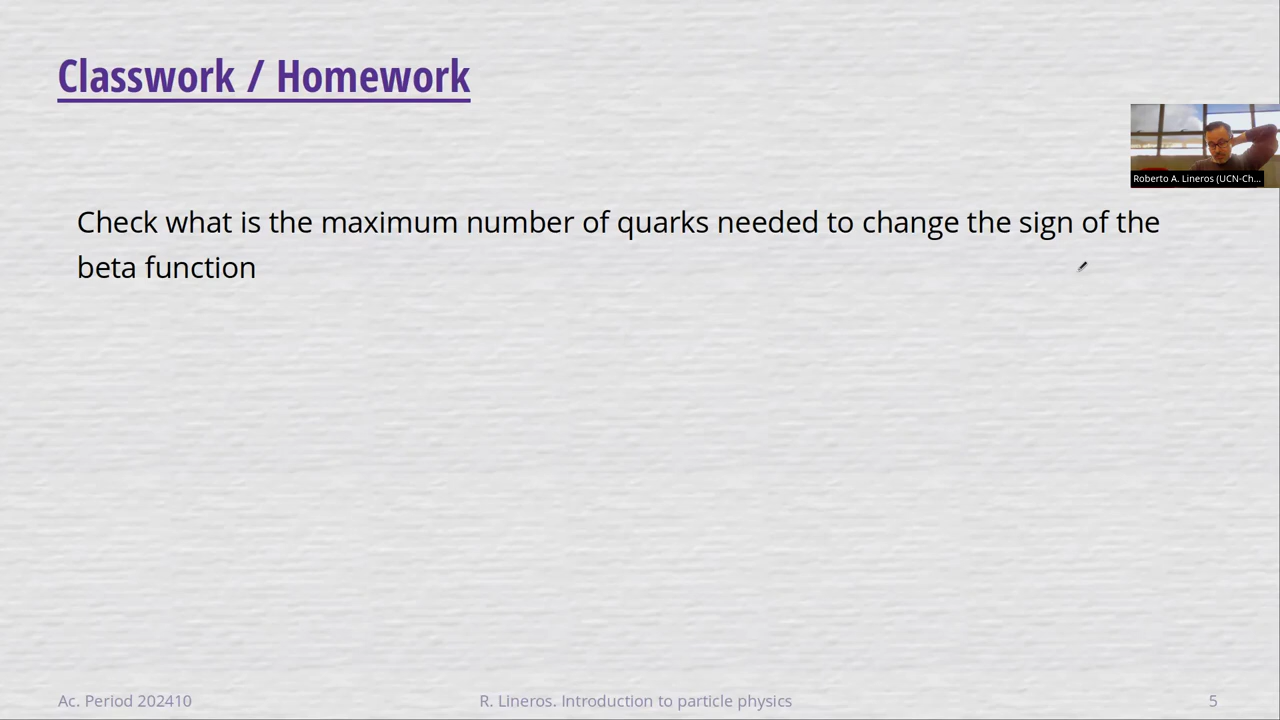 Classwork / Homework
Roberto A. Lineros (UCN-Ch...
Check what is the maximum number of quarks needed to change the sign of the
beta function
Ac. Period 202410
R. Lineros. Introduction to particle physics
5